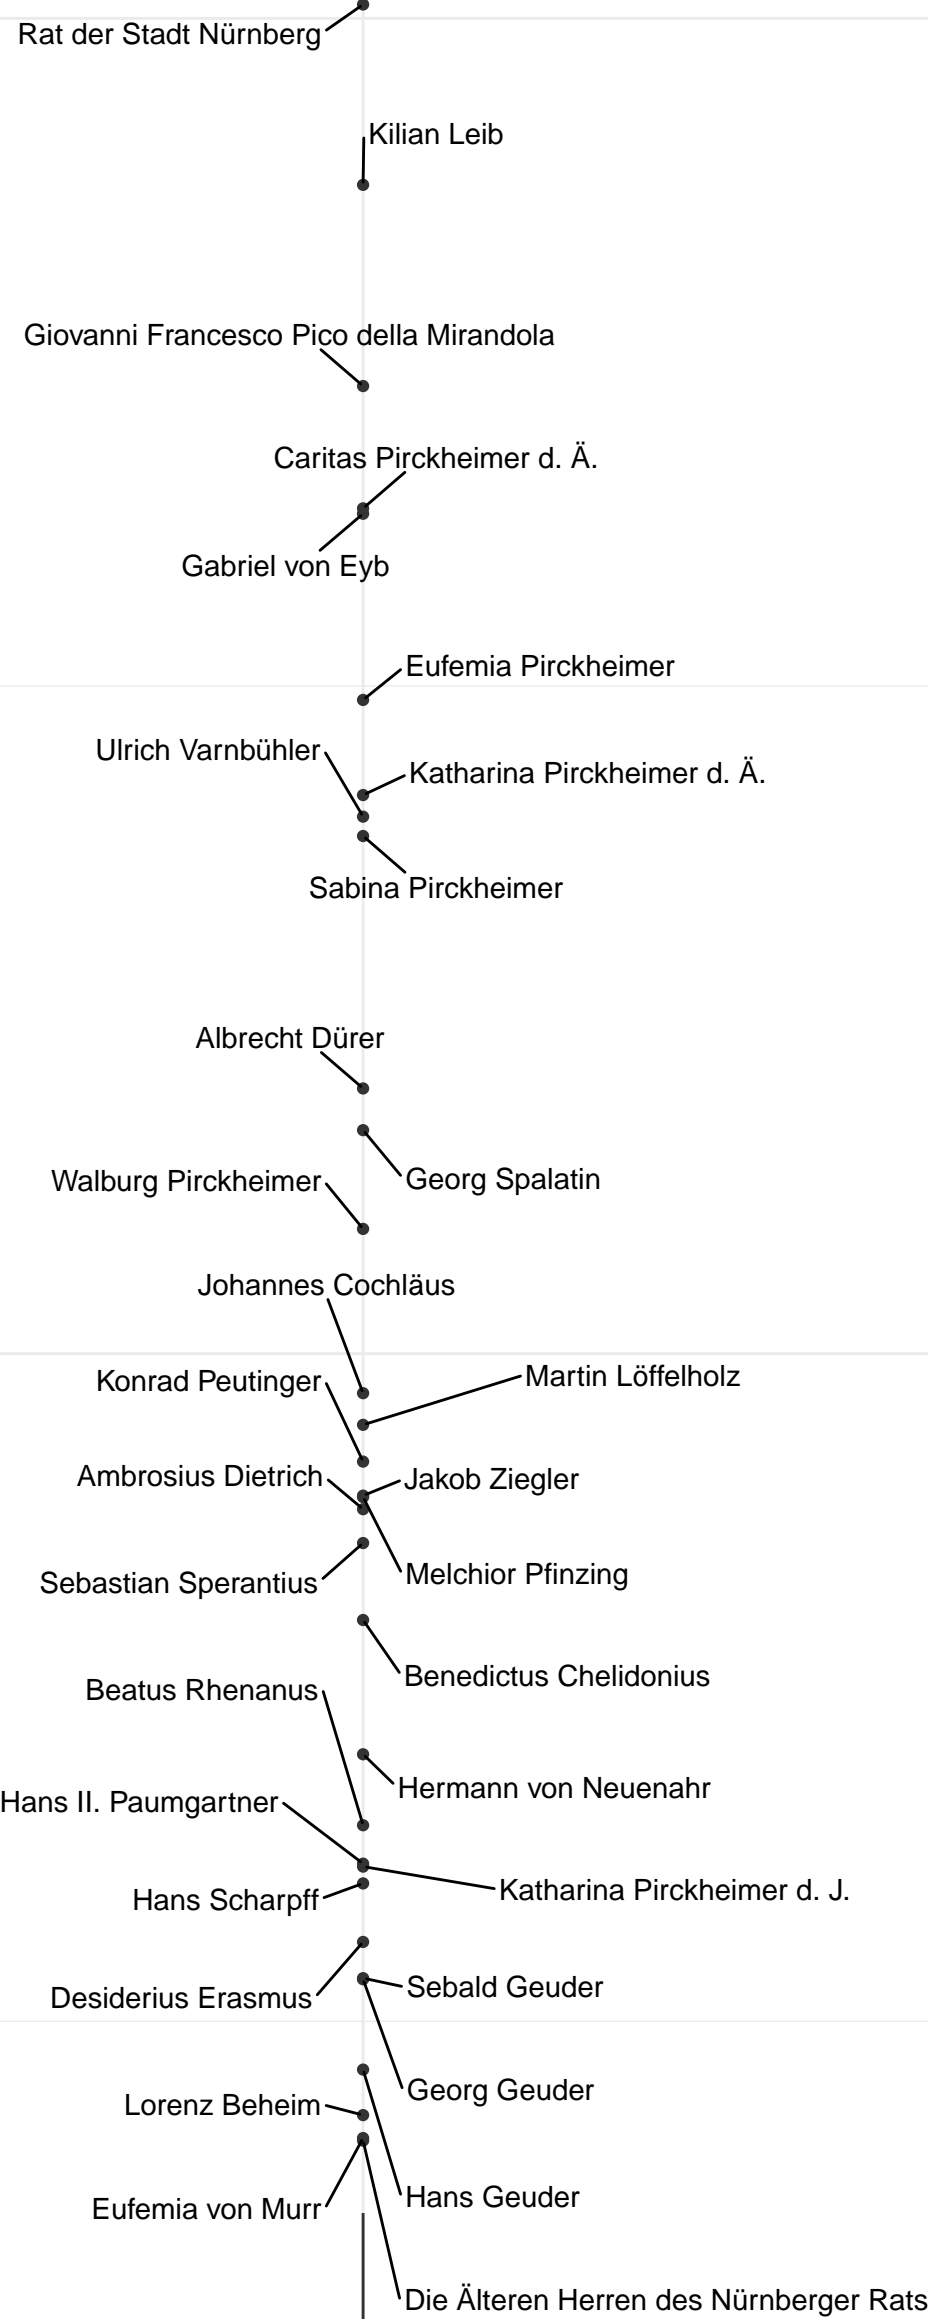 Rat der Stadt Nürnberg
Kilian Leib
Giovanni Francesco Pico della Mirandola
Caritas Pirckheimer d. Ä.
Gabriel von Eyb
Eufemia Pirckheimer
Ulrich Varnbühler
Katharina Pirckheimer d. Ä.
Sabina Pirckheimer
Albrecht Dürer
Georg Spalatin
Walburg Pirckheimer
Johannes Cochläus
Martin Löffelholz
Konrad Peutinger
Ambrosius Dietrich
Jakob Ziegler
Melchior Pfinzing
Sebastian Sperantius
Benedictus Chelidonius
Beatus Rhenanus
Hermann von Neuenahr
Hans II. Paumgartner
Katharina Pirckheimer d. J.
Hans Scharpff
Sebald Geuder
Desiderius Erasmus
Georg Geuder
Lorenz Beheim
Hans Geuder
Eufemia von Murr
Die Älteren Herren des Nürnberger Rats